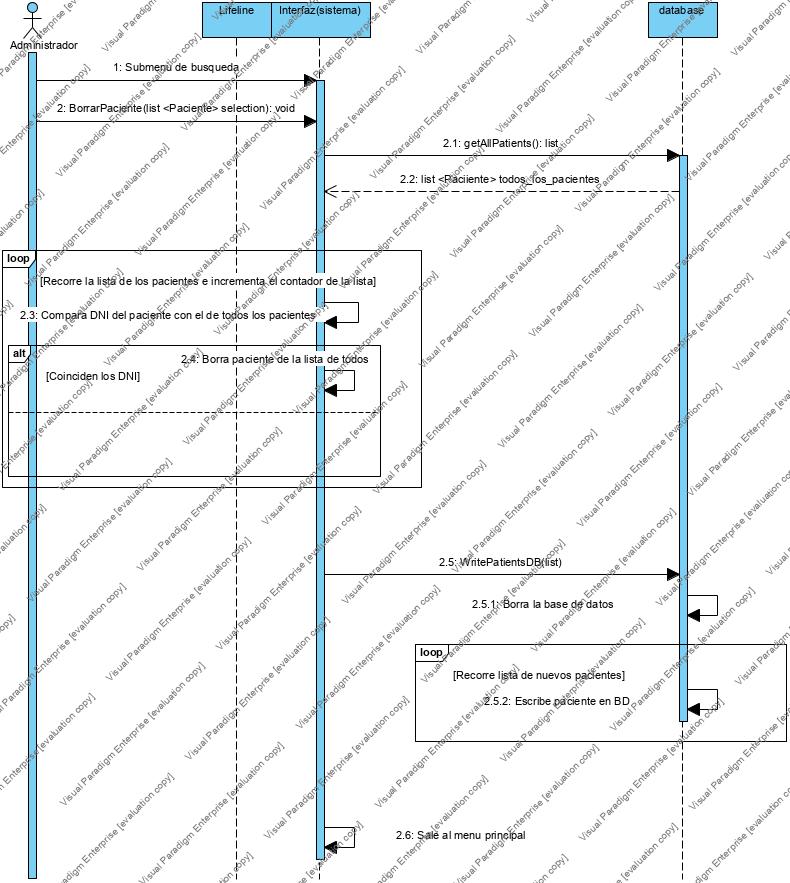 Lifeline
Interfaz(sistema)
database
Administrador
1: Submenu de busqueda
2: BorrarPaciente(list <Paciente> selection): void
2.1: getAllPatients(): list
2.2: list <Paciiente> todos_los_pacientes
loop
[Recorre la lista de los pacientes e incrementa el contador de la lista]
2.3: Compara DNI del paciente con el de todos los pacientes
alt
2.4: Borra paciente de la lista de todos
[Coinciden los DNI]
2.5: WritePatientsDB(list)
2.5.1: Borra la base de datos
loop
[Recorre lista de nuevos pacientes]
2.5.2: Escribe paciente en BD
2.6: Sale al menu principal
Visual Paradigm Enterprise [evaluation copy]